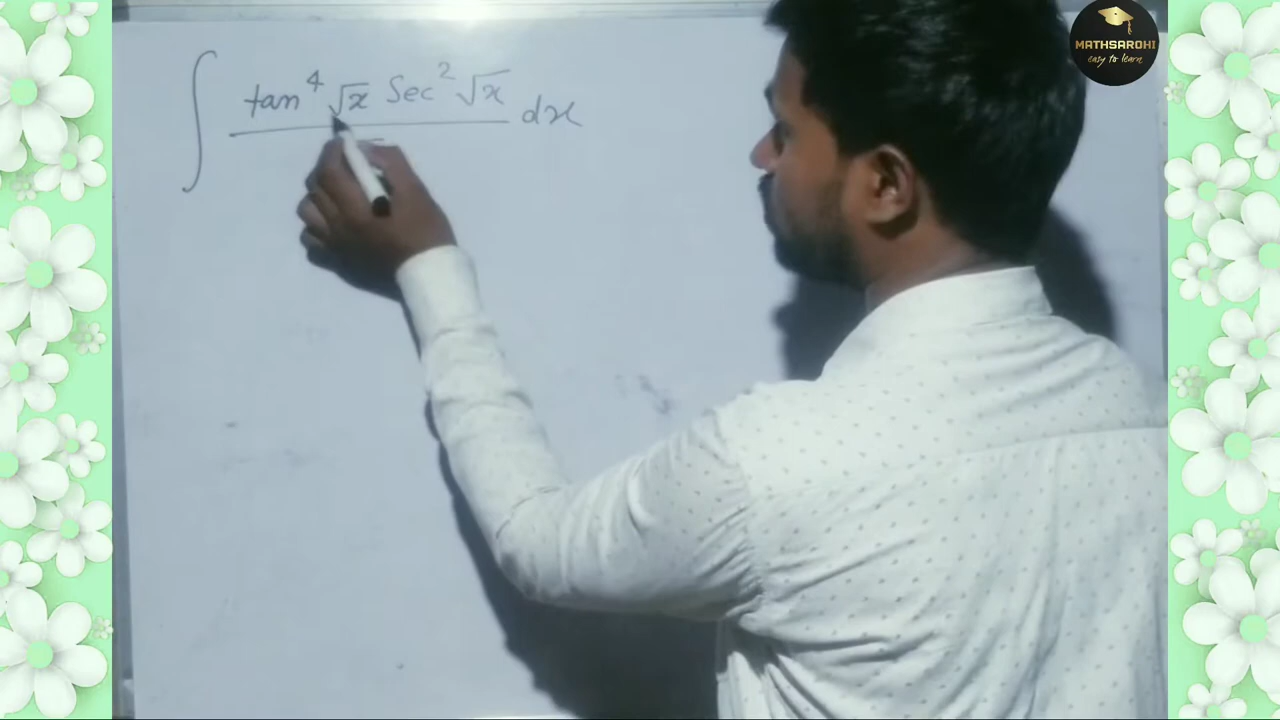 ∫ tan⁴√x Sec²√x dx
MATHSAROHI
easy to learn